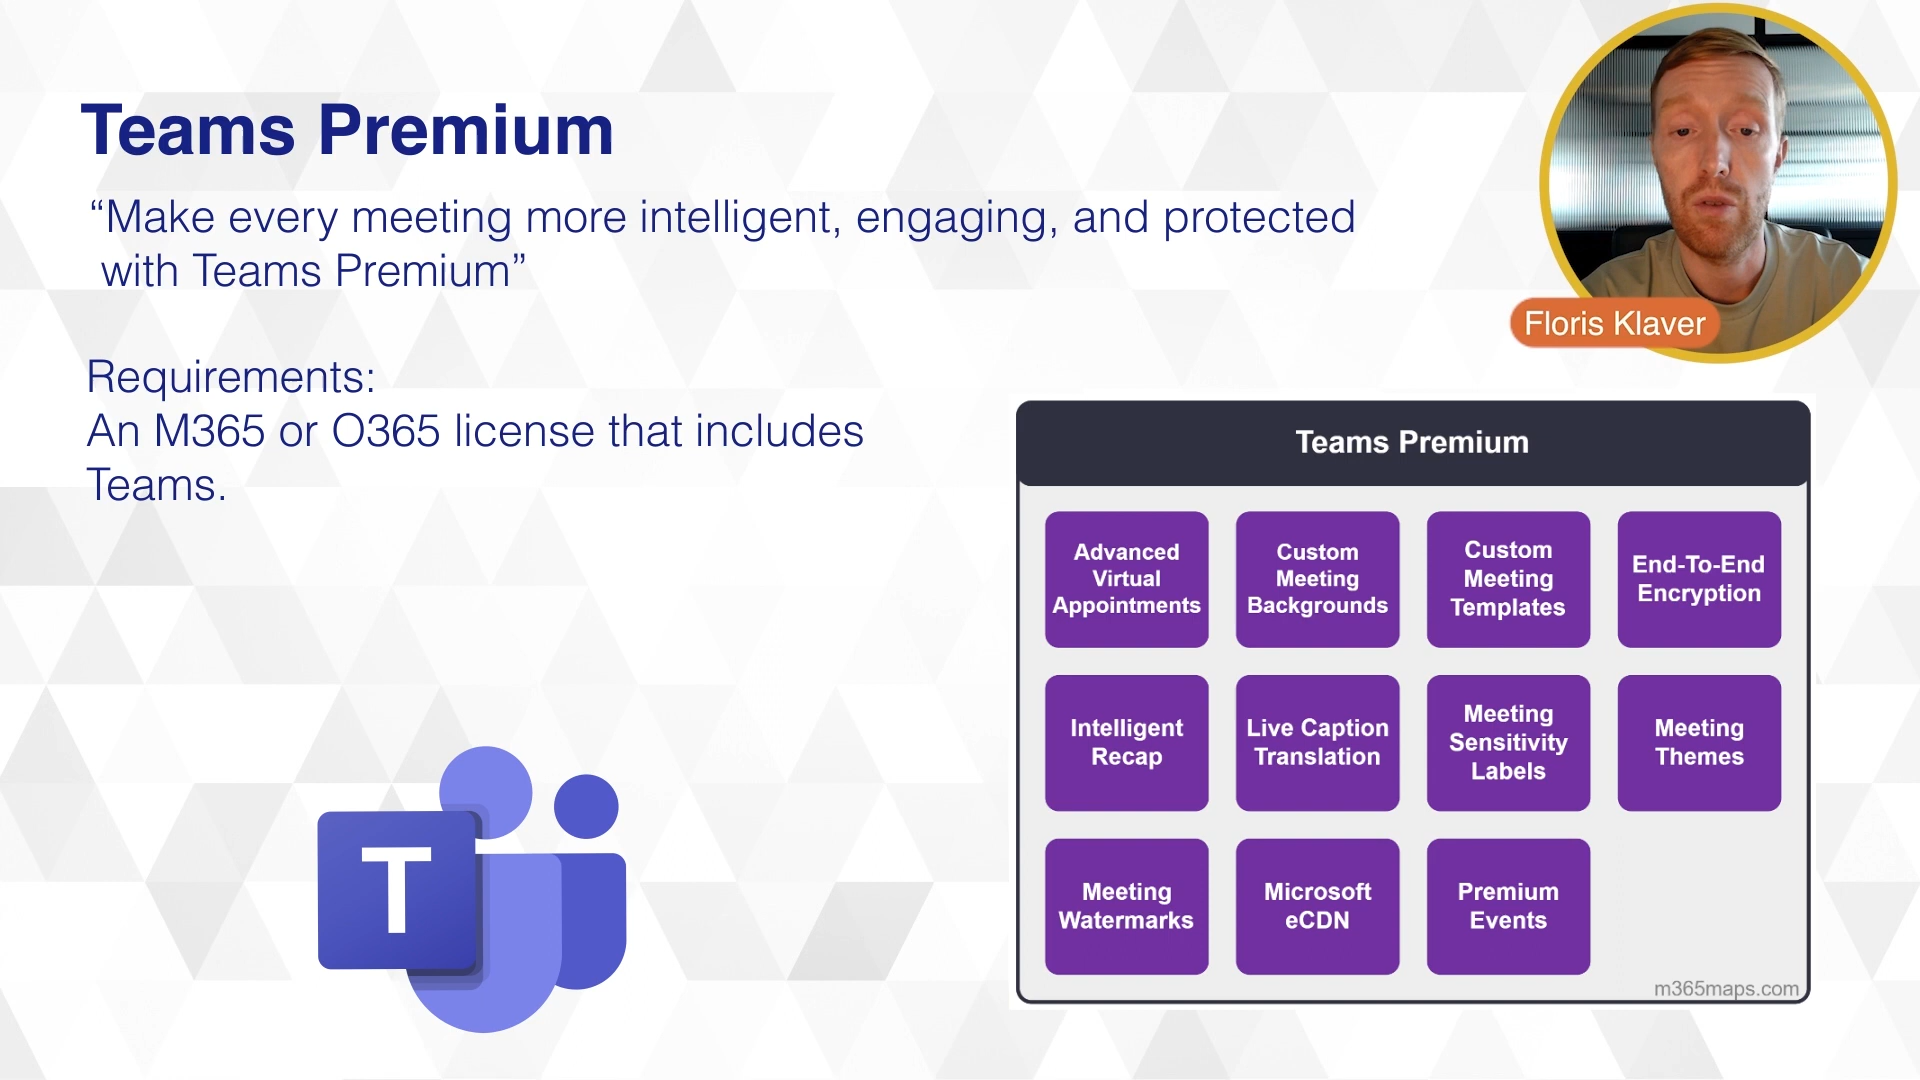 Teams Premium
“Make every meeting more intelligent, engaging, and protected
with Teams Premium”
Floris Klaver
Requirements:
An M365 or O365 license that includes
Teams.
Teams Premium
Advanced
Virtual
Appointments
Custom
Meeting
Backgrounds
Custom
Meeting
Templates
End-To-End
Encryption
Intelligent
Recap
Live Caption
Translation
Meeting
Sensitivity
Labels
Meeting
Themes
Meeting
Watermarks
Microsoft
eCDN
Premium
Events
m365maps.com
T